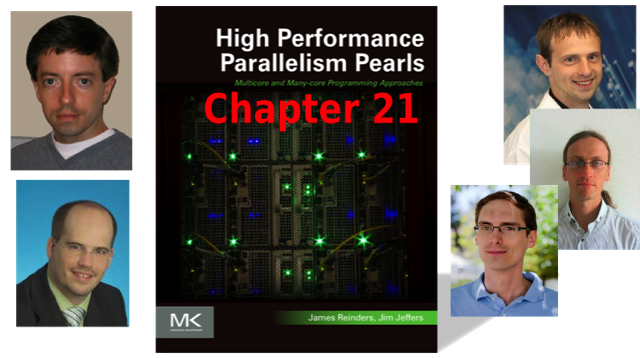 High Performance
Parallelism Pearls
Multicore and Many-core Programming Approaches
Chapter 21
MK
James Reinders, Jim Jeffers